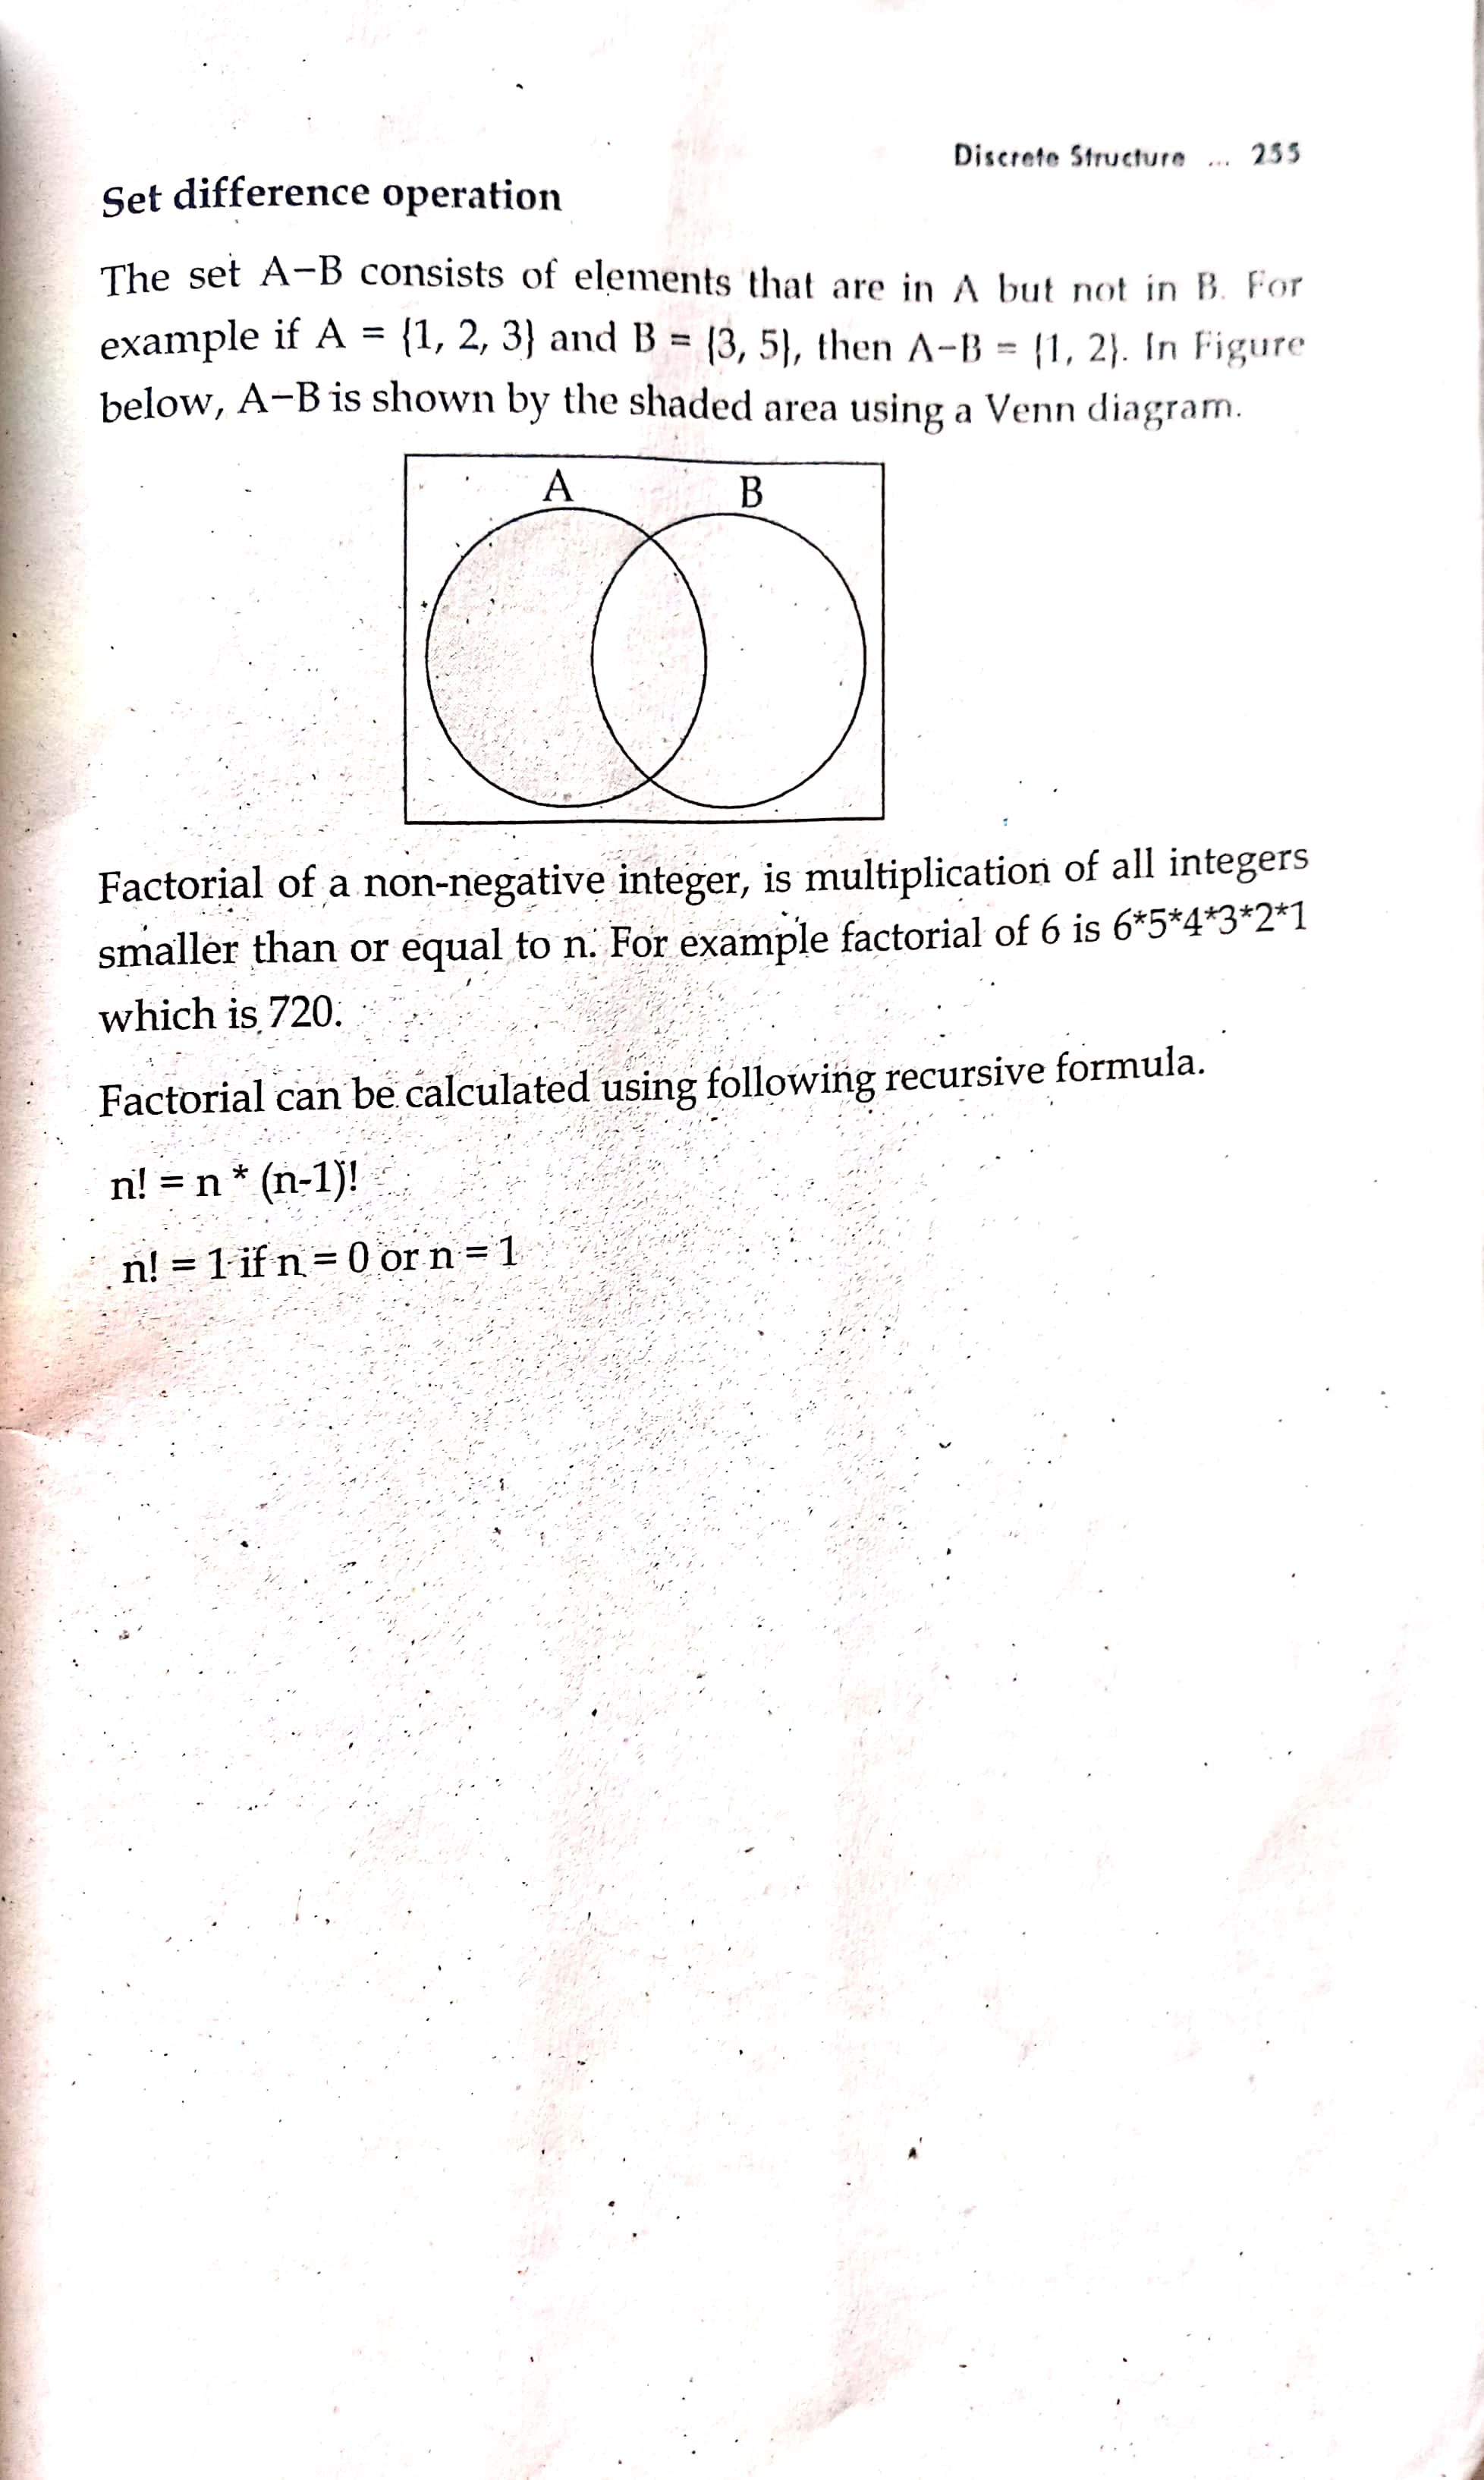 Discrete Structure ... 255
Set difference operation
The set A−B consists of elements that are in A but not in B. For
example if A = {1, 2, 3} and B = {3, 5}, then A−B = {1, 2}. In Figure
below, A−B is shown by the shaded area using a Venn diagram.
A B
Factorial of a non-negative integer, is multiplication of all integers
smaller than or equal to n. For example factorial of 6 is 6*5*4*3*2*1
which is 720.
Factorial can be calculated using following recursive formula.
n! = n * (n-1)!
n! = 1 if n = 0 or n = 1